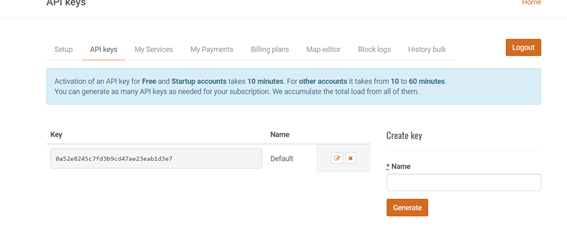 API keys
Home
Setup API keys My Services My Payments Billing plans Map editor Block logs History bulk Logout
Activation of an API key for Free and Startup accounts takes 10 minutes. For other accounts it takes from 10 to 60 minutes.
You can generate as many API keys as needed for your subscription. We accumulate the total load from all of them.
Key Name
0a52e8245c7fd3b9cd47ae23eab1d3e7 Default
Create key
* Name
Generate